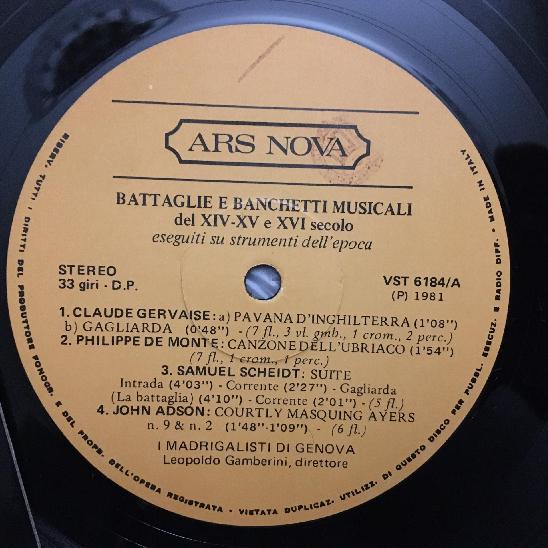 ARS NOVA
BATTAGLIE E BANCHETTI MUSICALI
del XIV-XV e XVI secolo
eseguiti su strumenti dell'epoca
STEREO
33 giri - D.P.
VST 6184/A
(P) 1981
1. CLAUDE GERVAISE: a) PAVANA D'INGHILTERRA (1'08")
b) GAGLIARDA (0'48") - (7 fl., 3 vl. gmb., 1 crom., 2 perc.)
2. PHILIPPE DE MONTE: CANZONE DELL'UBRIACO (1'54")
(7 fl., 1 crom., 1 perc.)
3. SAMUEL SCHEIDT: SUITE
Intrada (4'03") - Corrente (2'27") - Gagliarda
(La battaglia) (4'10") - Corrente (2'01") - (5 fl.)
4. JOHN ADSON: COURTLY MASQUING AYERS
n. 9 & n. 2 (1'48"-1'09") - (6 fl.)
I MADRIGALISTI DI GENOVA
Leopoldo Gamberini, direttore
RISERV. TUTTI I DIRITTI DEL PRODUTTORE FONOGR. E DEL PROPR. DELL'OPERA REGISTRATA - VIETATA DUPLICAZ. UTILIZZ. DI QUESTO DISCO PER PUBBL. ESECUZ. E RADIO DIFF. - MADE IN ITALY